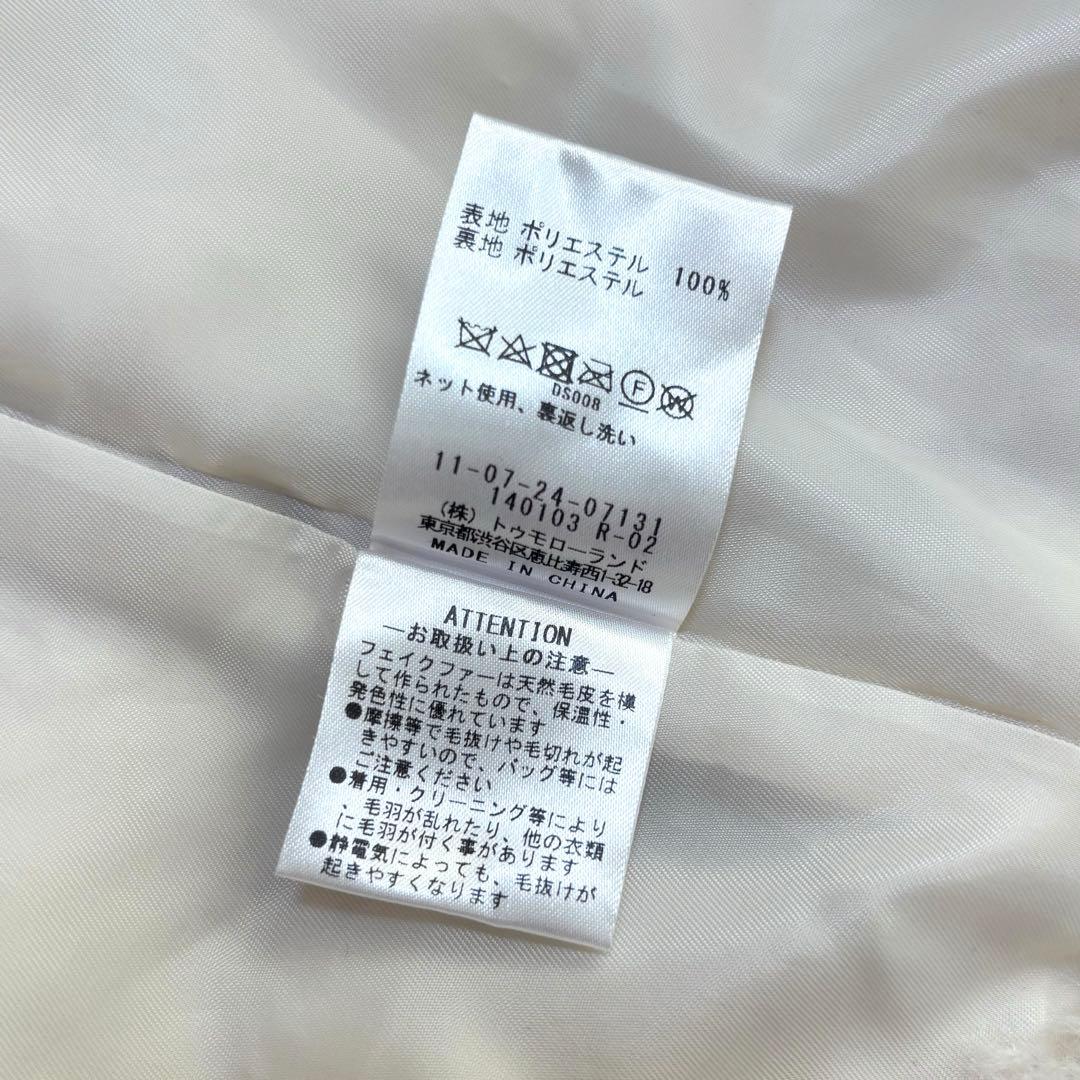 表地 ポリエステル
裏地 ポリエステル 100%
F W
DS008
ネット使用、裏返し洗い
11-07-24-07131
140103 R-02
(株) トゥモローランド
東京都渋谷区恵比寿西1-32-18
MADE IN CHINA
ATTENTION
―お取扱い上の注意―
フェイクファーは天然毛皮を模
して作られたもので、保温性・
発色性に優れています
●摩擦等で毛抜けや毛切れが起
きやすいので、バッグ等には
ご注意ください
●着用・クリーニング等により
、毛羽が乱れたり、他の衣類
に毛羽が付く事があります
●静電気によっても、毛抜けが
起きやすくなります